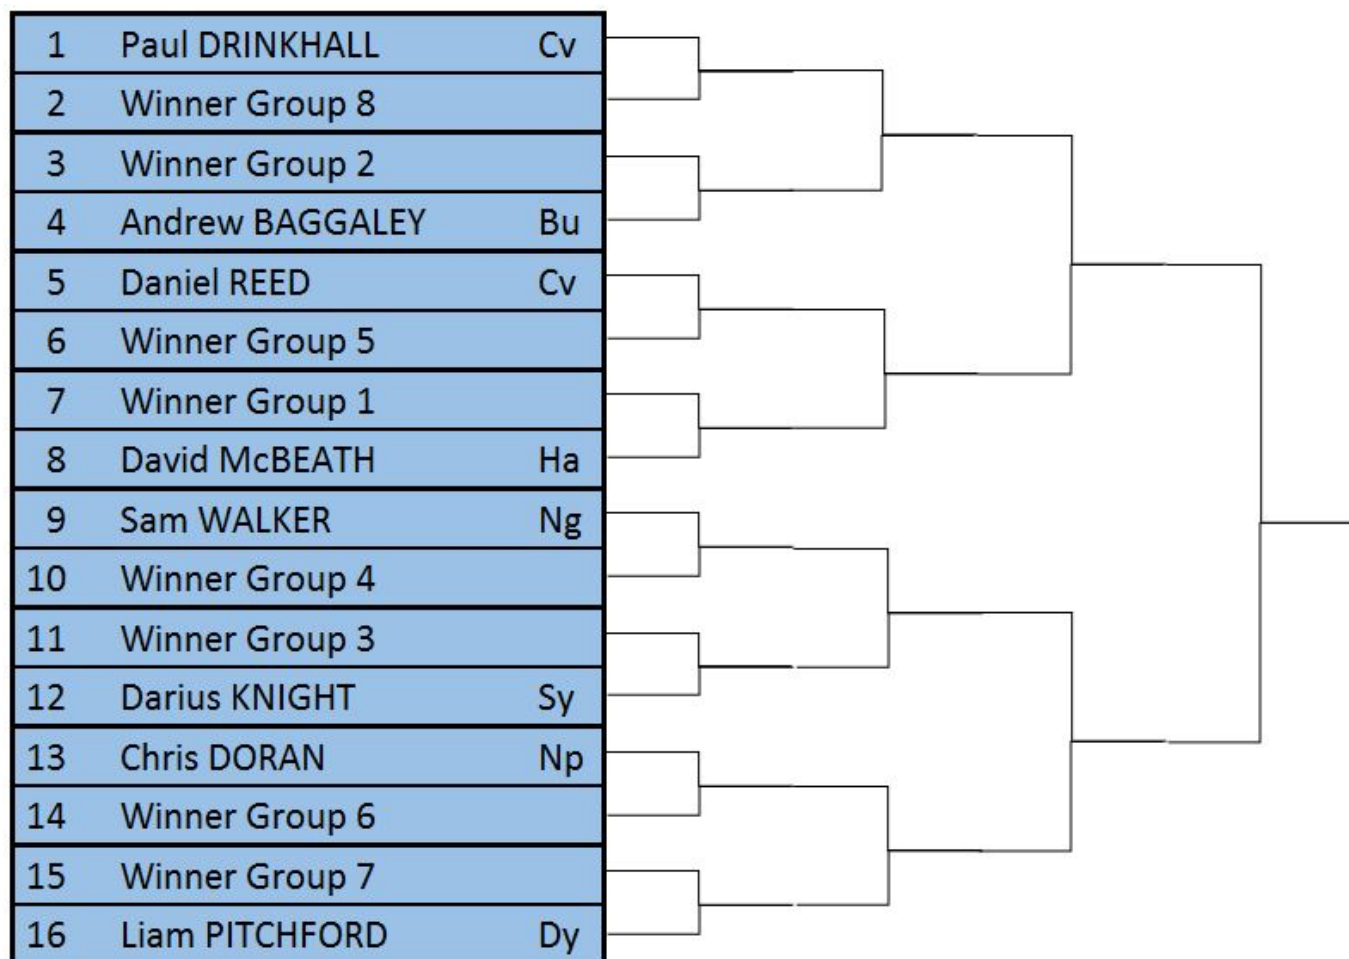 1 Paul DRINKHALL Cv
2 Winner Group 8
3 Winner Group 2
4 Andrew BAGGALEY Bu
5 Daniel REED Cv
6 Winner Group 5
7 Winner Group 1
8 David McBEATH Ha
9 Sam WALKER Ng
10 Winner Group 4
11 Winner Group 3
12 Darius KNIGHT Sy
13 Chris DORAN Np
14 Winner Group 6
15 Winner Group 7
16 Liam PITCHFORD Dy